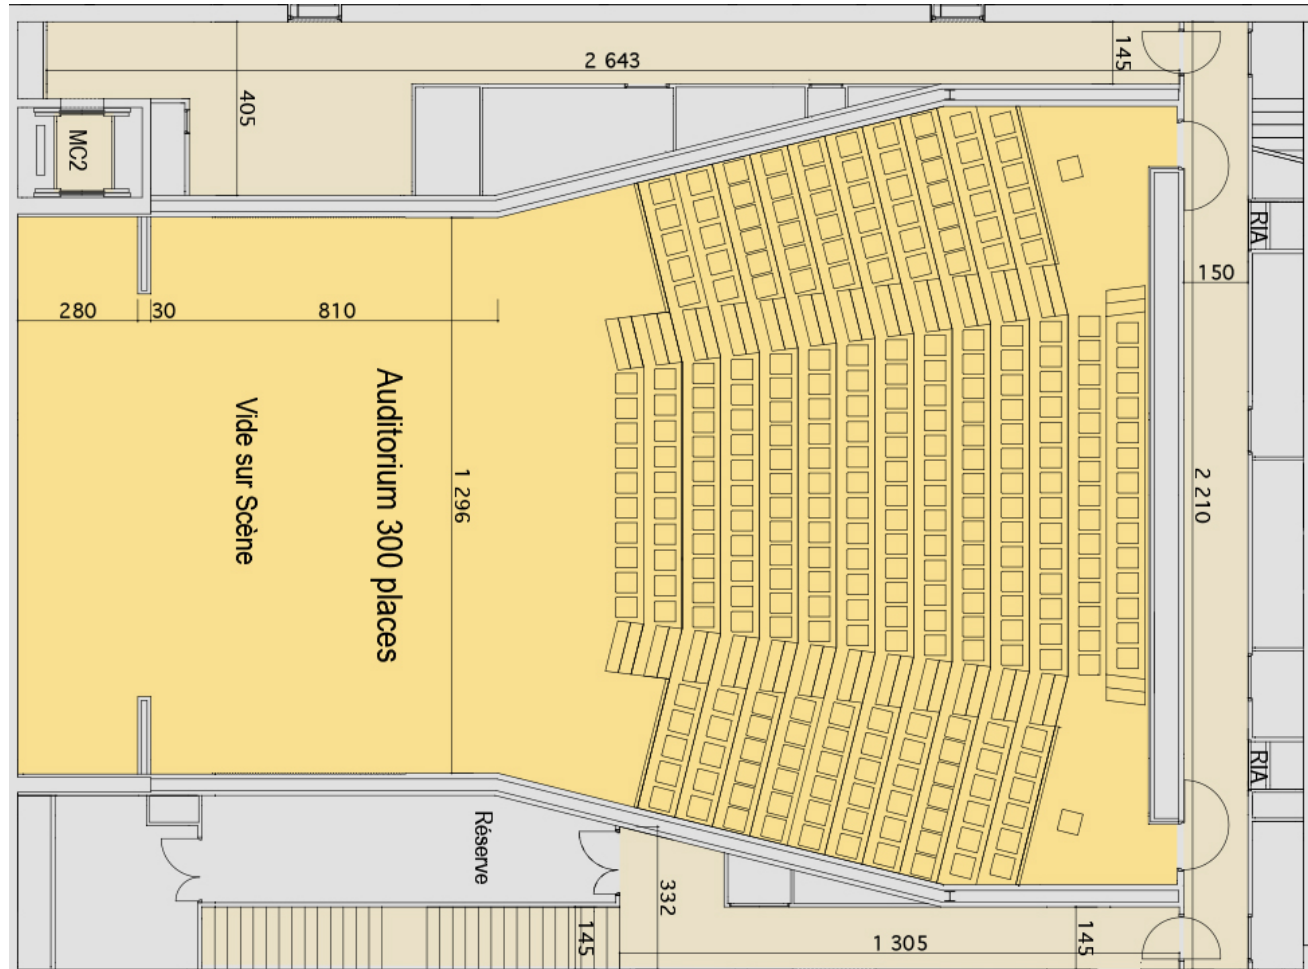 2 643
145
405
MC2
RIA
150
280
30
810
Auditorium 300 places
Vide sur Scène
1 296
2 210
RIA
Réserve
332
145
1 305
145